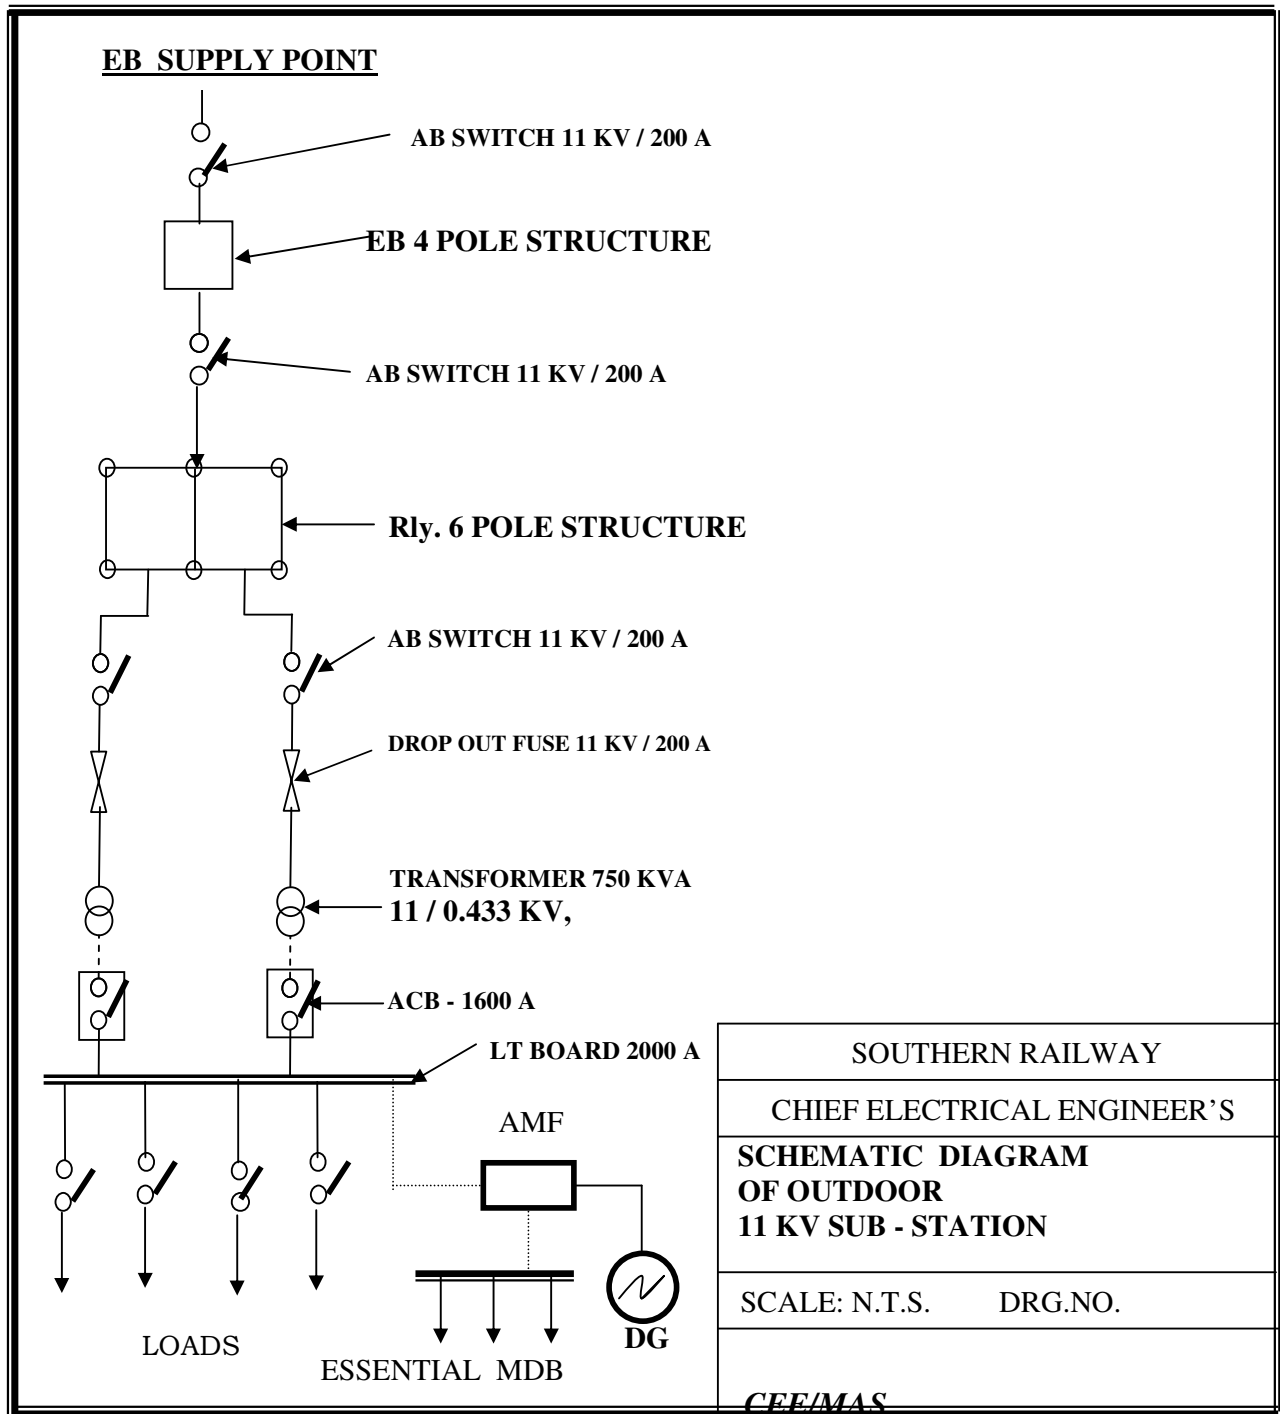 EB SUPPLY POINT
AB SWITCH 11 KV / 200 A
EB 4 POLE STRUCTURE
AB SWITCH 11 KV / 200 A
Rly. 6 POLE STRUCTURE
AB SWITCH 11 KV / 200 A
DROP OUT FUSE 11 KV / 200 A
TRANSFORMER 750 KVA
11 / 0.433 KV,
ACB - 1600 A
LT BOARD 2000 A
AMF
DG
LOADS
ESSENTIAL MDB
SOUTHERN RAILWAY
CHIEF ELECTRICAL ENGINEER’S
SCHEMATIC DIAGRAM
OF OUTDOOR
11 KV SUB - STATION
SCALE: N.T.S. DRG.NO.
CEE/MAS